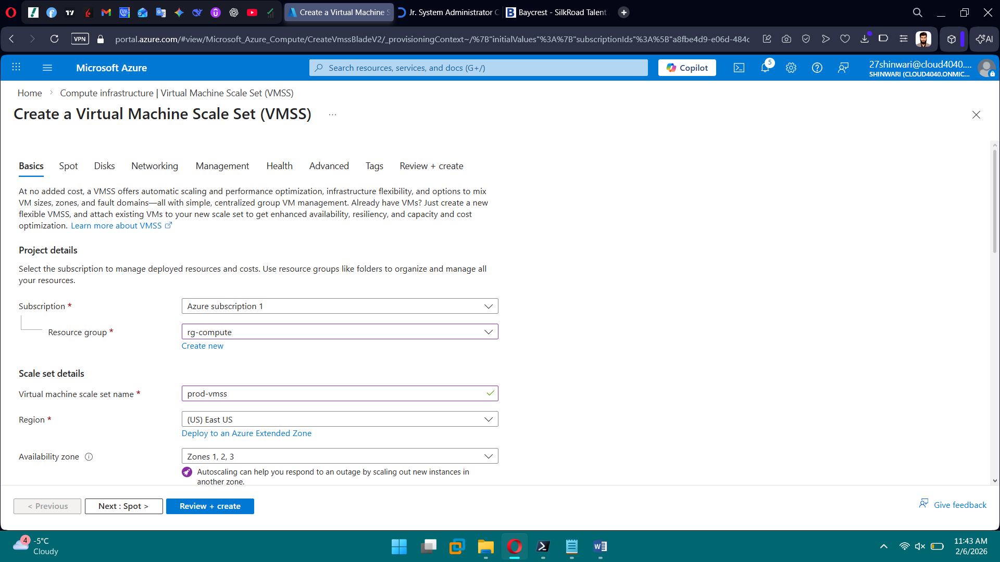 Create a Virtual Machine S
Jr. System Administrator C
Baycrest - SilkRoad Talent
VPN
portal.azure.com/#view/Microsoft_Azure_Compute/CreateVmssBladeV2/_provisioningContext~/%7B"initialValues"%3A%7B"subscriptionIds"%3A%5B"a8fbe4d9-e06d-484c
AI
Microsoft Azure
Search resources, services, and docs (G+/)
Copilot
5
27shinwari@cloud4040....
SHINWARI (CLOUD4040.ONMIC...
Home > Compute infrastructure | Virtual Machine Scale Set (VMSS)
Create a Virtual Machine Scale Set (VMSS) ...
Basics Spot Disks Networking Management Health Advanced Tags Review + create
At no added cost, a VMSS offers automatic scaling and performance optimization, infrastructure flexibility, and options to mix
VM sizes, zones, and fault domains—all with simple, centralized group VM management. Already have VMs? Just create a new
flexible VMSS, and attach existing VMs to your new scale set to get enhanced availability, resiliency, and capacity and cost
optimization. Learn more about VMSS
Project details
Select the subscription to manage deployed resources and costs. Use resource groups like folders to organize and manage all
your resources.
Subscription * Azure subscription 1
Resource group * rg-compute
Create new
Scale set details
Virtual machine scale set name * prod-vmss
Region * (US) East US
Deploy to an Azure Extended Zone
Availability zone Zones 1, 2, 3
Autoscaling can help you respond to an outage by scaling out new instances in
another zone.
< Previous
Next : Spot >
Review + create
Give feedback
4
-5°C
Cloudy
11:43 AM
2/6/2026